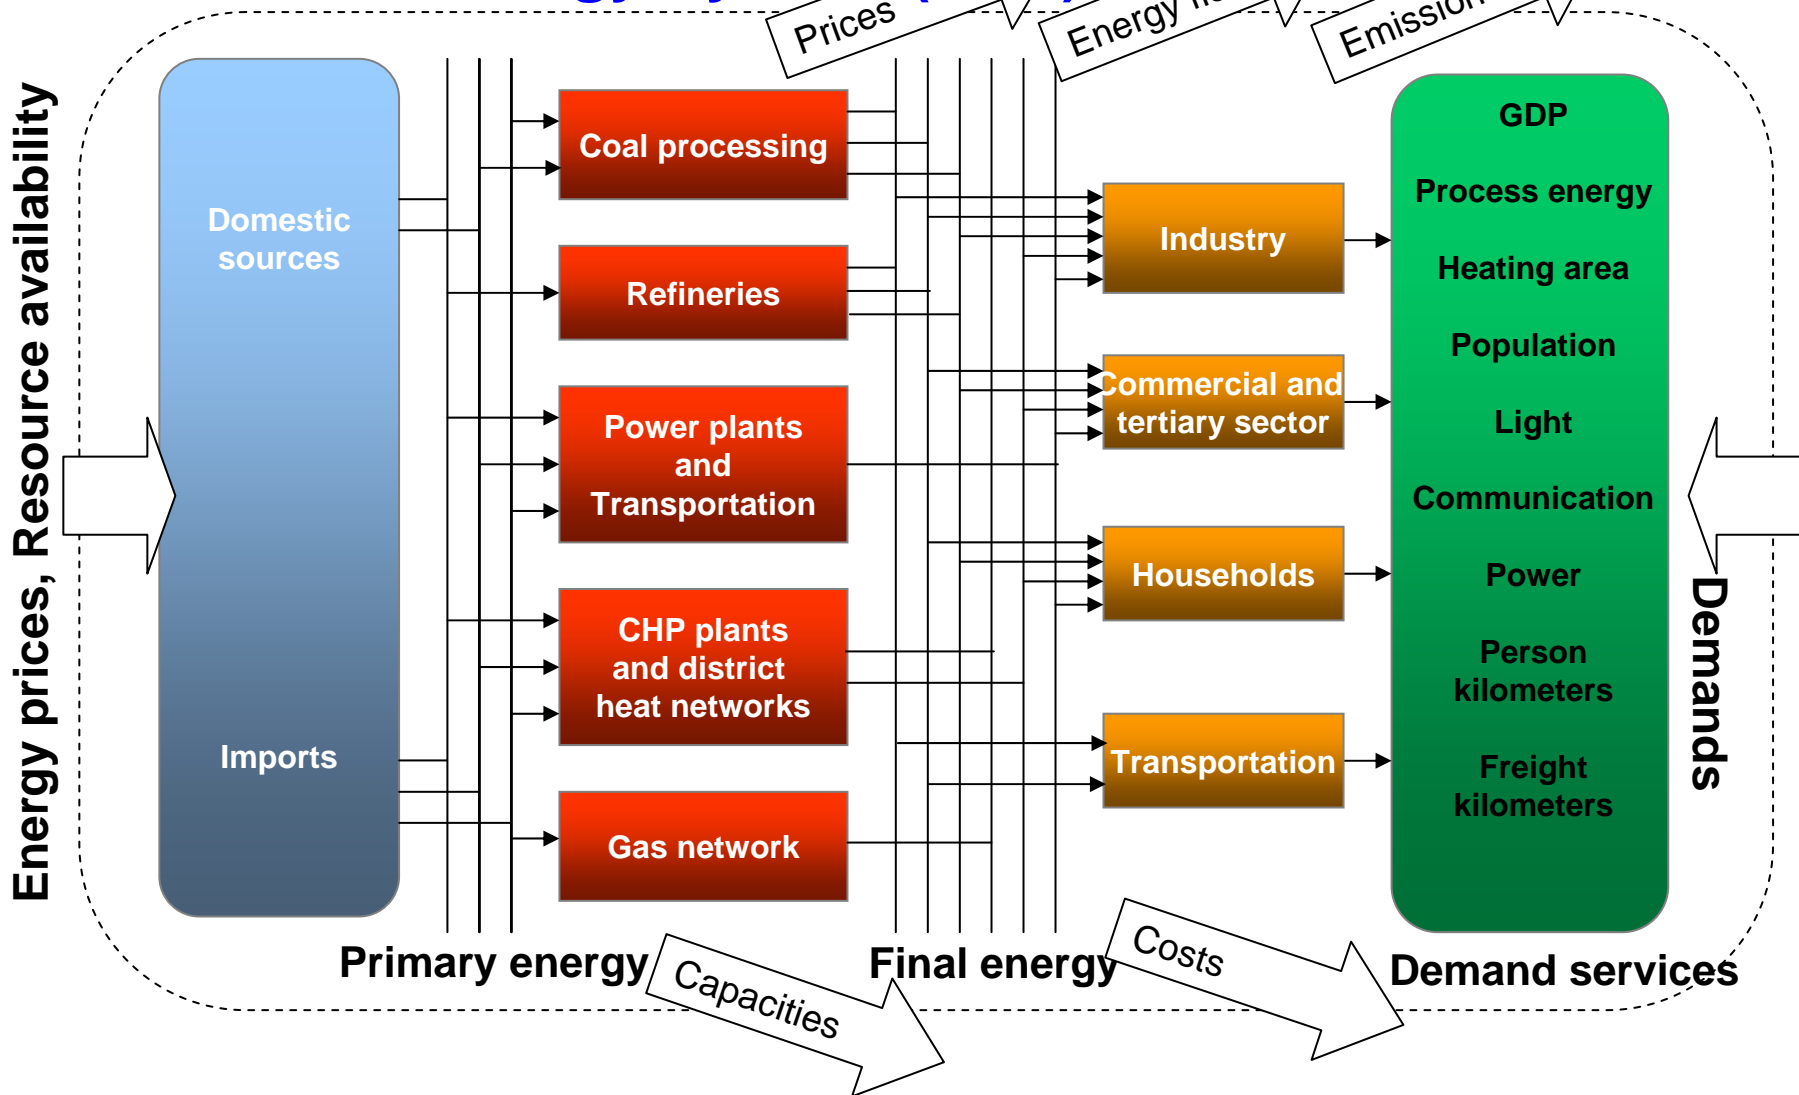 Prices
Energy
Emission
Energy prices, Resource availability
Domestic
sources
Imports
Coal processing
Refineries
Power plants
and
Transportation
CHP plants
and district
heat networks
Gas network
Industry
Commercial and
tertiary sector
Households
Transportation
GDP
Process energy
Heating area
Population
Light
Communication
Power
Person
kilometers
Freight
kilometers
Demands
Primary energy
Final energy
Demand services
Capacities
Costs